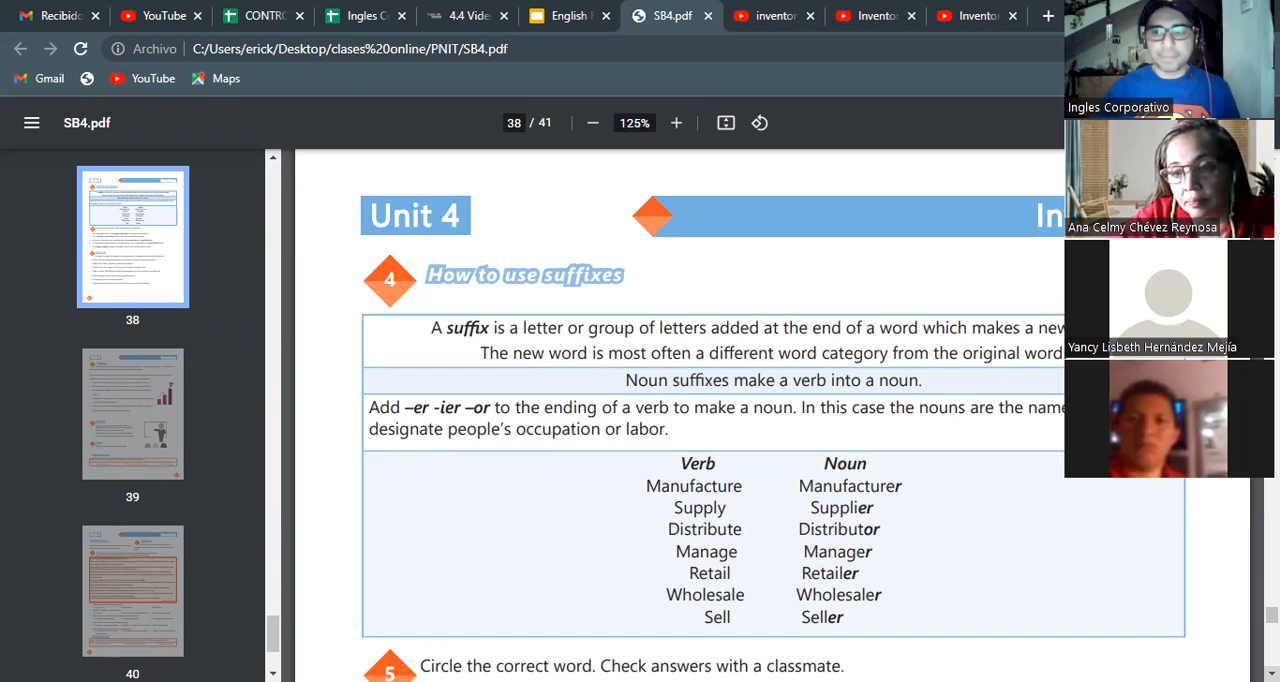 Recibido
YouTube
CONTRO
Ingles C
4.4 Vide
English F
SB4.pdf
inventor
Inventor
Inventor
Archivo
C:/Users/erick/Desktop/clases%20online/PNIT/SB4.pdf
Gmail
YouTube
Maps
SB4.pdf
38 / 41
125%
38
39
40
Unit 4
In
4 How to use suffixes
A suffix is a letter or group of letters added at the end of a word which makes a new
The new word is most often a different word category from the original word
Noun suffixes make a verb into a noun.
Add –er -ier –or to the ending of a verb to make a noun. In this case the nouns are the name
designate people's occupation or labor.
Verb Noun
Manufacture Manufacturer
Supply Supplier
Distribute Distributor
Manage Manager
Retail Retailer
Wholesale Wholesaler
Sell Seller
5 Circle the correct word. Check answers with a classmate.
Ingles Corporativo
Ana Celmy Chévez Reynosa
Yancy Lisbeth Hernández Mejía